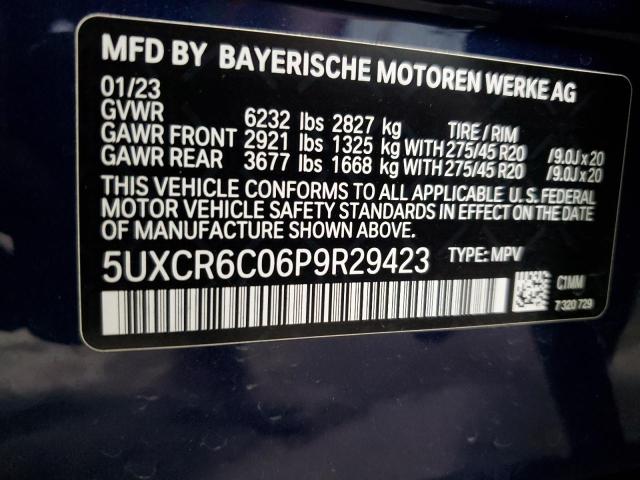 MFD BY BAYERISCHE MOTOREN WERKE AG
01/23
GVWR 6232 lbs 2827 kg TIRE / RIM
GAWR FRONT 2921 lbs 1325 kg WITH 275/45 R20 /9.0J x 20
GAWR REAR 3677 lbs 1668 kg WITH 275/45 R20 /9.0J x 20
THIS VEHICLE CONFORMS TO ALL APPLICABLE U. S. FEDERAL
MOTOR VEHICLE SAFETY STANDARDS IN EFFECT ON THE DATE
OF MANUFACTURE SHOWN ABOVE.
5UXCR6C06P9R29423 TYPE: MPV
C1MM
7320729